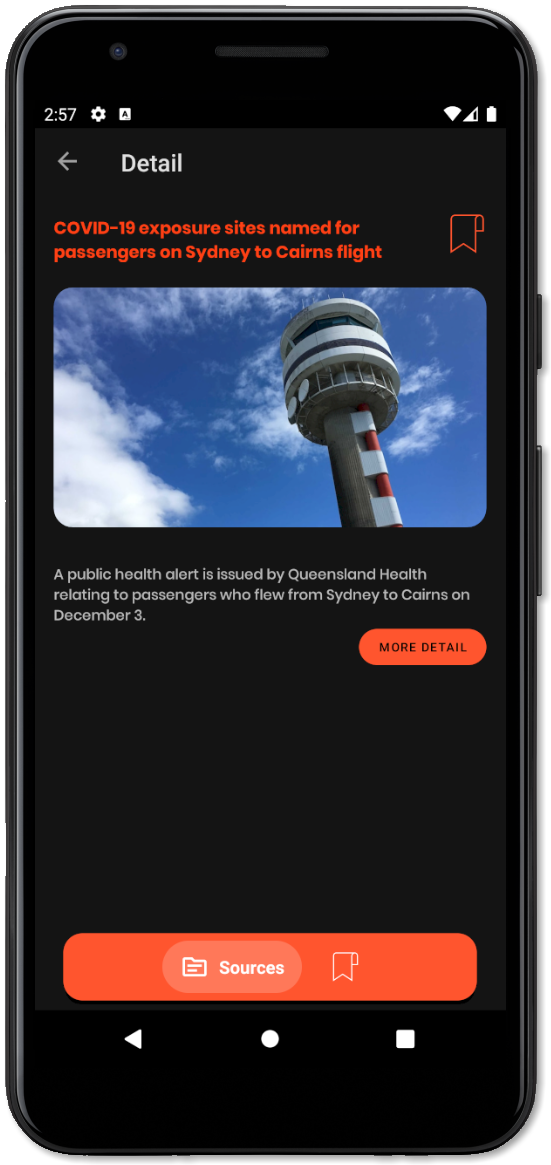 2:57
Detail
COVID-19 exposure sites named for
passengers on Sydney to Cairns flight
A public health alert is issued by Queensland Health
relating to passengers who flew from Sydney to Cairns on
December 3.
MORE DETAIL
Sources